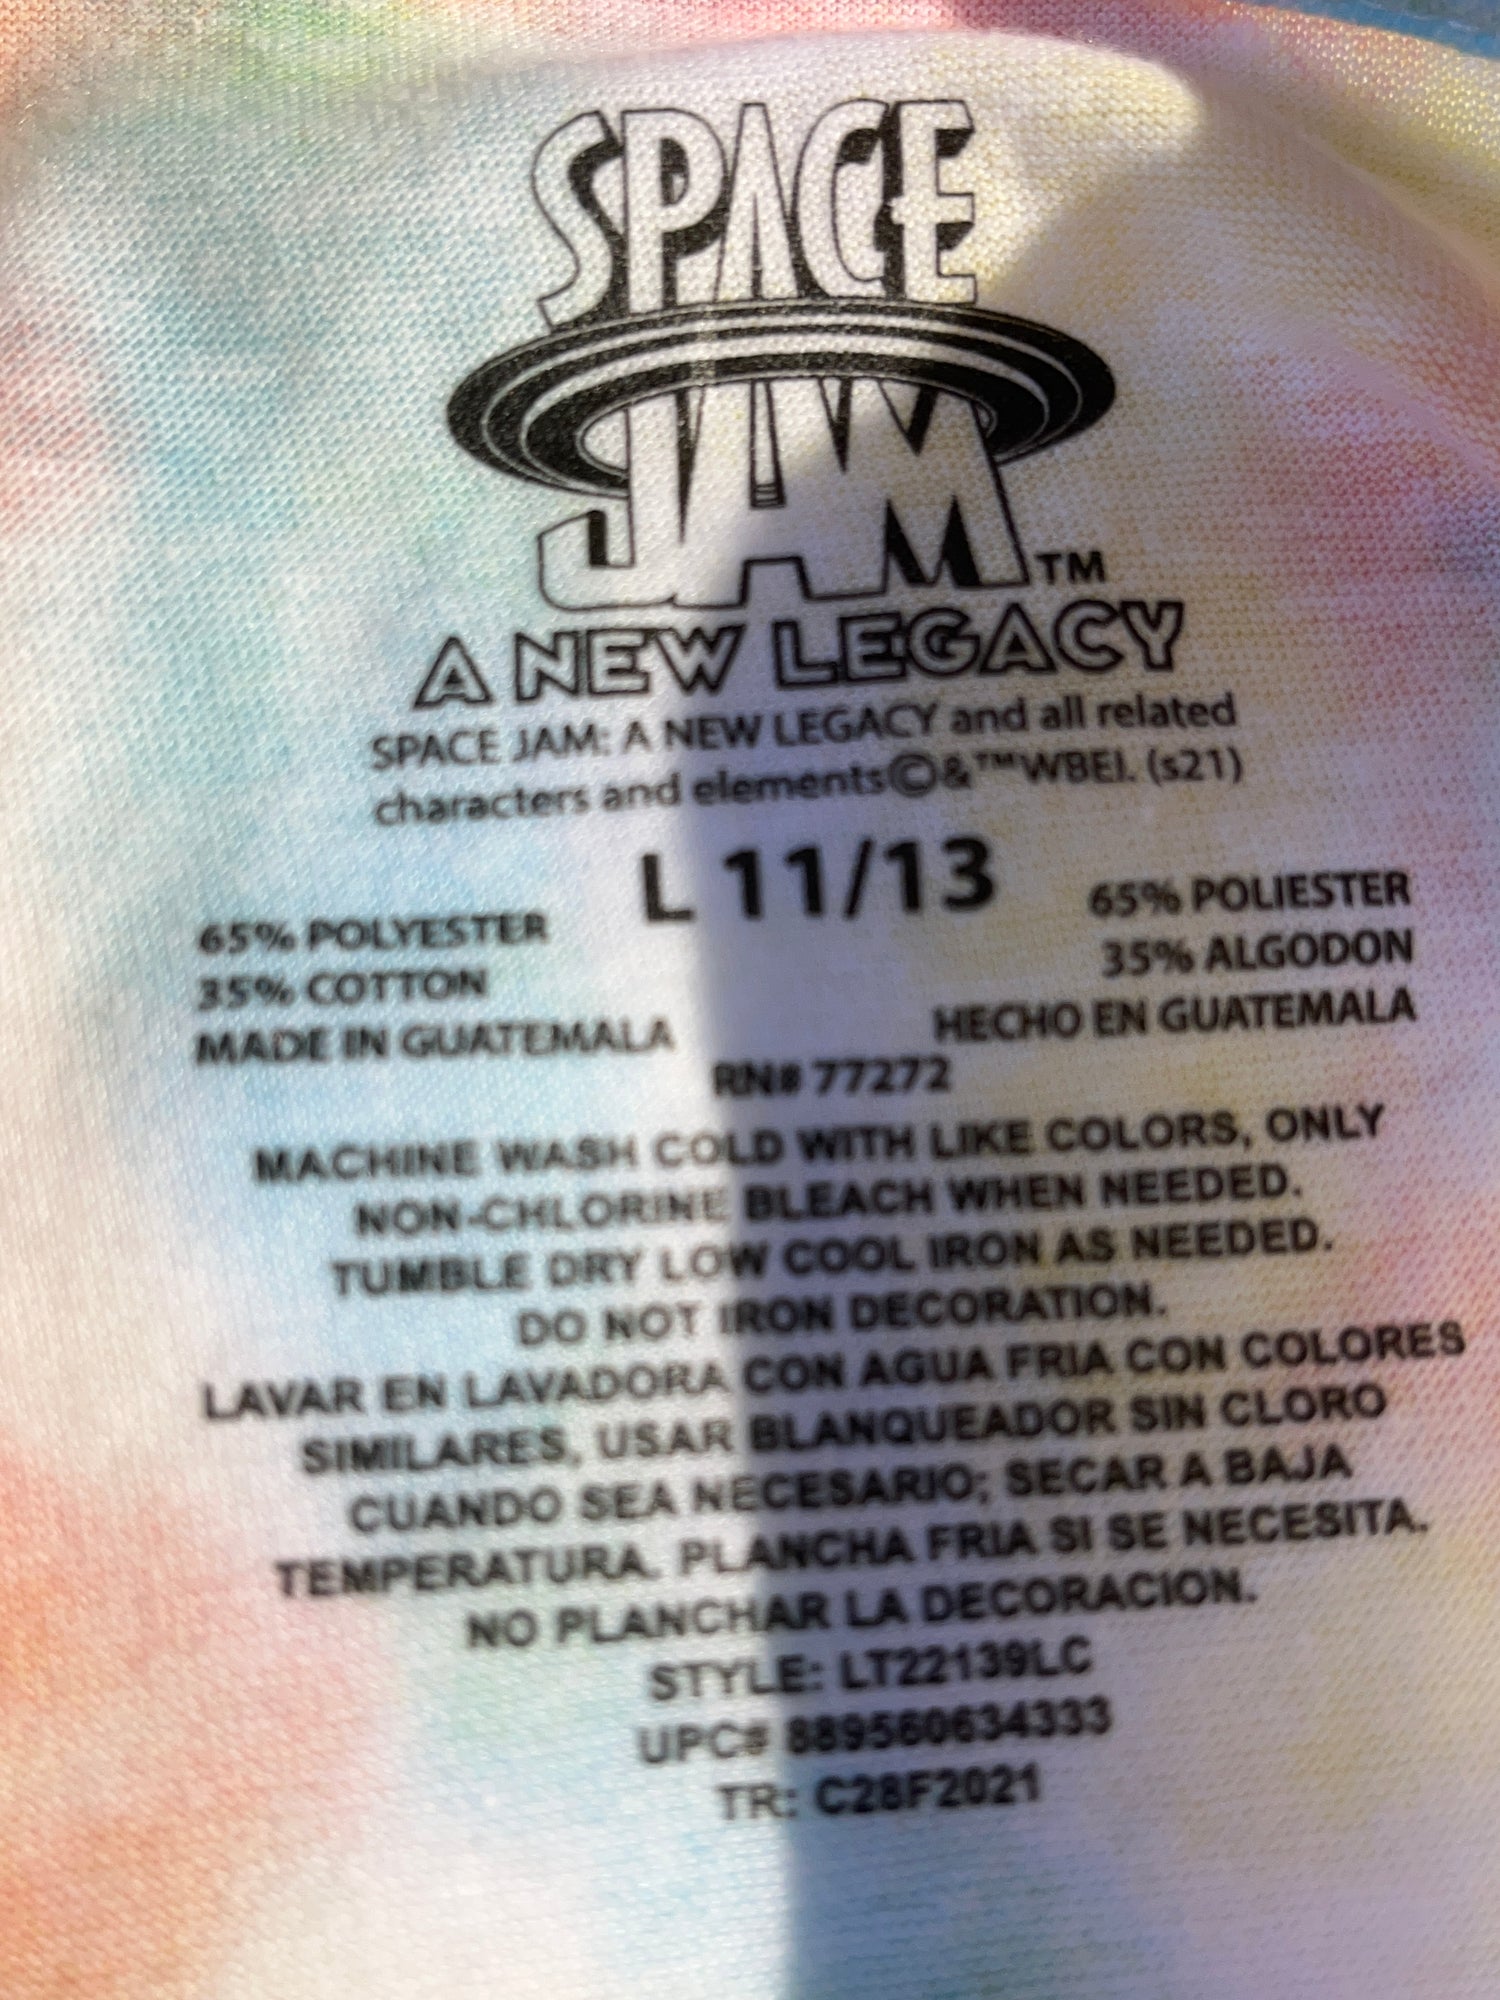 SPACE
JAM™
A NEW LEGACY
SPACE JAM: A NEW LEGACY and all related
characters and elements©&™WBEI. (s21)
L 11/13
65% POLYESTER
35% COTTON
MADE IN GUATEMALA
65% POLIESTER
35% ALGODON
HECHO EN GUATEMALA
RN# 77272
MACHINE WASH COLD WITH LIKE COLORS, ONLY
NON-CHLORINE BLEACH WHEN NEEDED.
TUMBLE DRY LOW COOL IRON AS NEEDED.
DO NOT IRON DECORATION.
LAVAR EN LAVADORA CON AGUA FRIA CON COLORES
SIMILARES, USAR BLANQUEADOR SIN CLORO
CUANDO SEA NECESARIO; SECAR A BAJA
TEMPERATURA. PLANCHA FRIA SI SE NECESITA.
NO PLANCHAR LA DECORACION.
STYLE: LT22139LC
UPC# 889560634333
TR: C28F2021